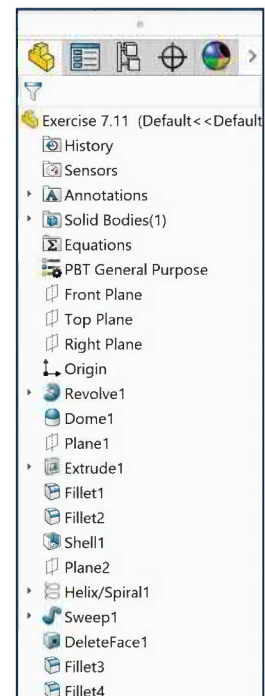 Exercise 7.11 (Default<<Default
History
Sensors
Annotations
Solid Bodies(1)
Equations
PBT General Purpose
Front Plane
Top Plane
Right Plane
Origin
Revolve1
Dome1
Plane1
Extrude1
Fillet1
Fillet2
Shell1
Plane2
Helix/Spiral1
Sweep1
DeleteFace1
Fillet3
Fillet4